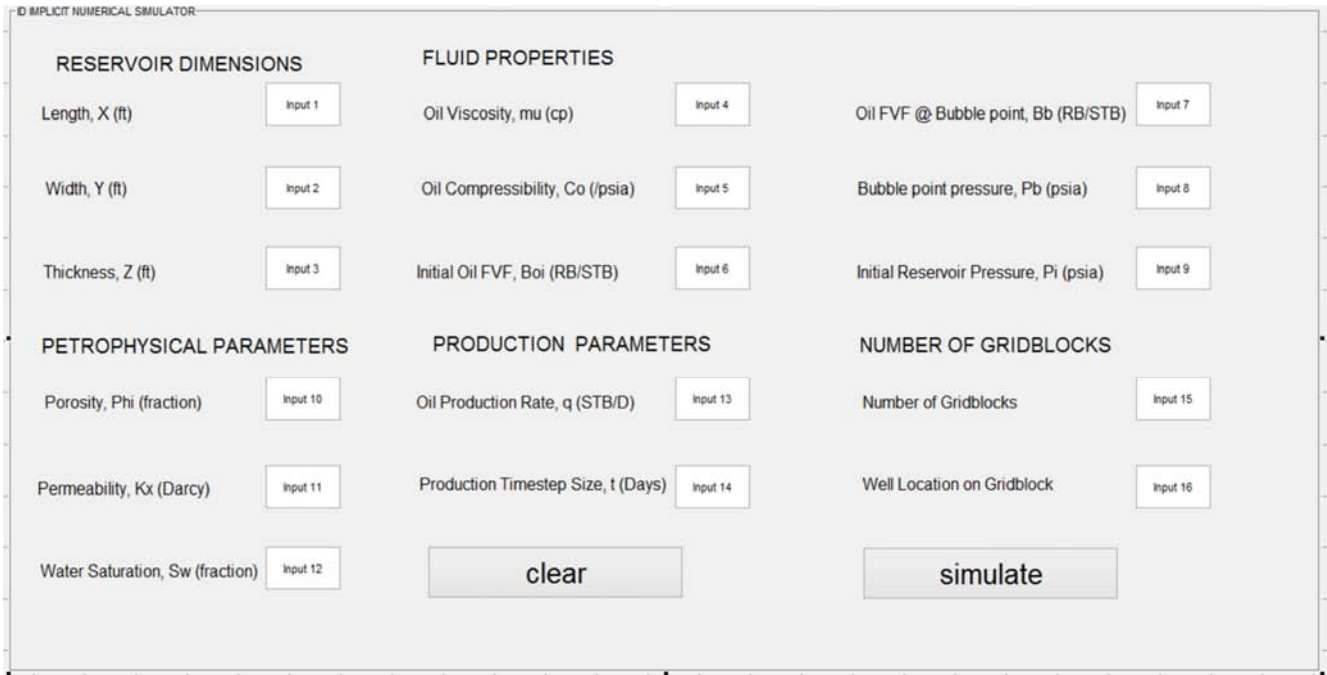 ID IMPLICIT NUMERICAL SIMULATOR
RESERVOIR DIMENSIONS
Length, X (ft) Input 1
Width, Y (ft) Input 2
Thickness, Z (ft) Input 3
FLUID PROPERTIES
Oil Viscosity, mu (cp) Input 4
Oil Compressibility, Co (/psia) Input 5
Initial Oil FVF, Boi (RB/STB) Input 6
Oil FVF @ Bubble point, Bb (RB/STB) Input 7
Bubble point pressure, Pb (psia) Input 8
Initial Reservoir Pressure, Pi (psia) Input 9
PETROPHYSICAL PARAMETERS
Porosity, Phi (fraction) Input 10
Permeability, Kx (Darcy) Input 11
Water Saturation, Sw (fraction) Input 12
PRODUCTION PARAMETERS
Oil Production Rate, q (STB/D) Input 13
Production Timestep Size, t (Days) Input 14
clear
NUMBER OF GRIDBLOCKS
Number of Gridblocks Input 15
Well Location on Gridblock Input 16
simulate